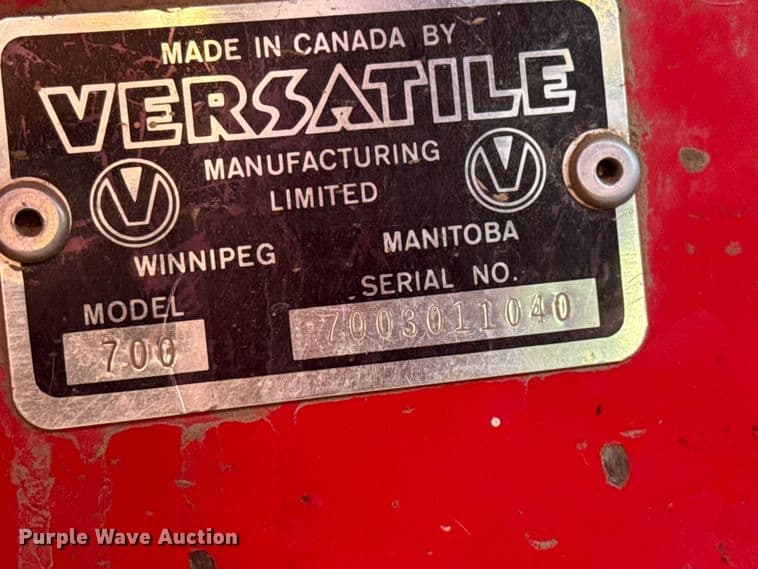 MADE IN CANADA BY
VERSATILE
MANUFACTURING
LIMITED
V
V
WINNIPEG
MANITOBA
MODEL
SERIAL NO.
700
7003011040
Purple Wave Auction